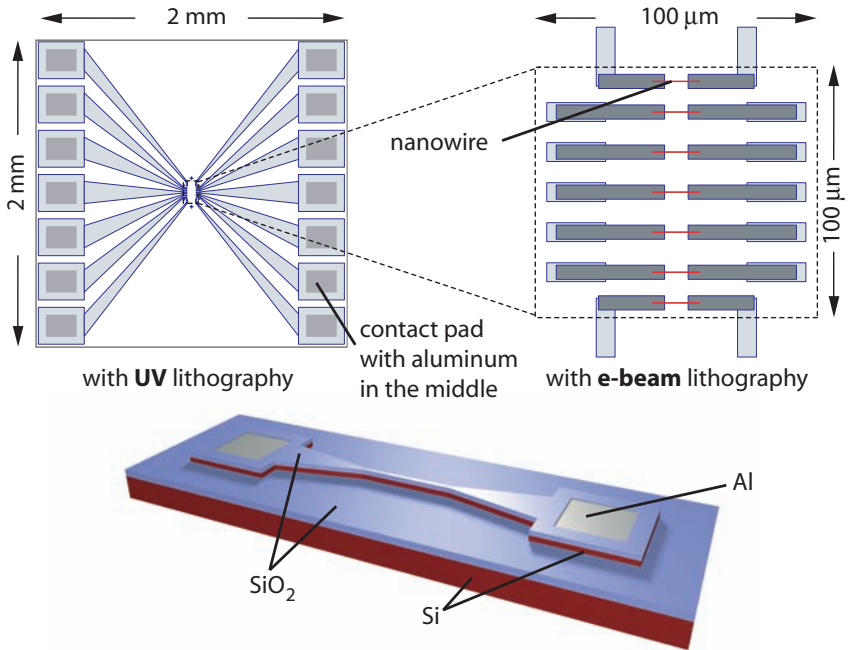 2 mm
100 µm
2 mm
nanowire
100 µm
contact pad
with aluminum
in the middle
with UV lithography
with e-beam lithography
Al
SiO2
Si